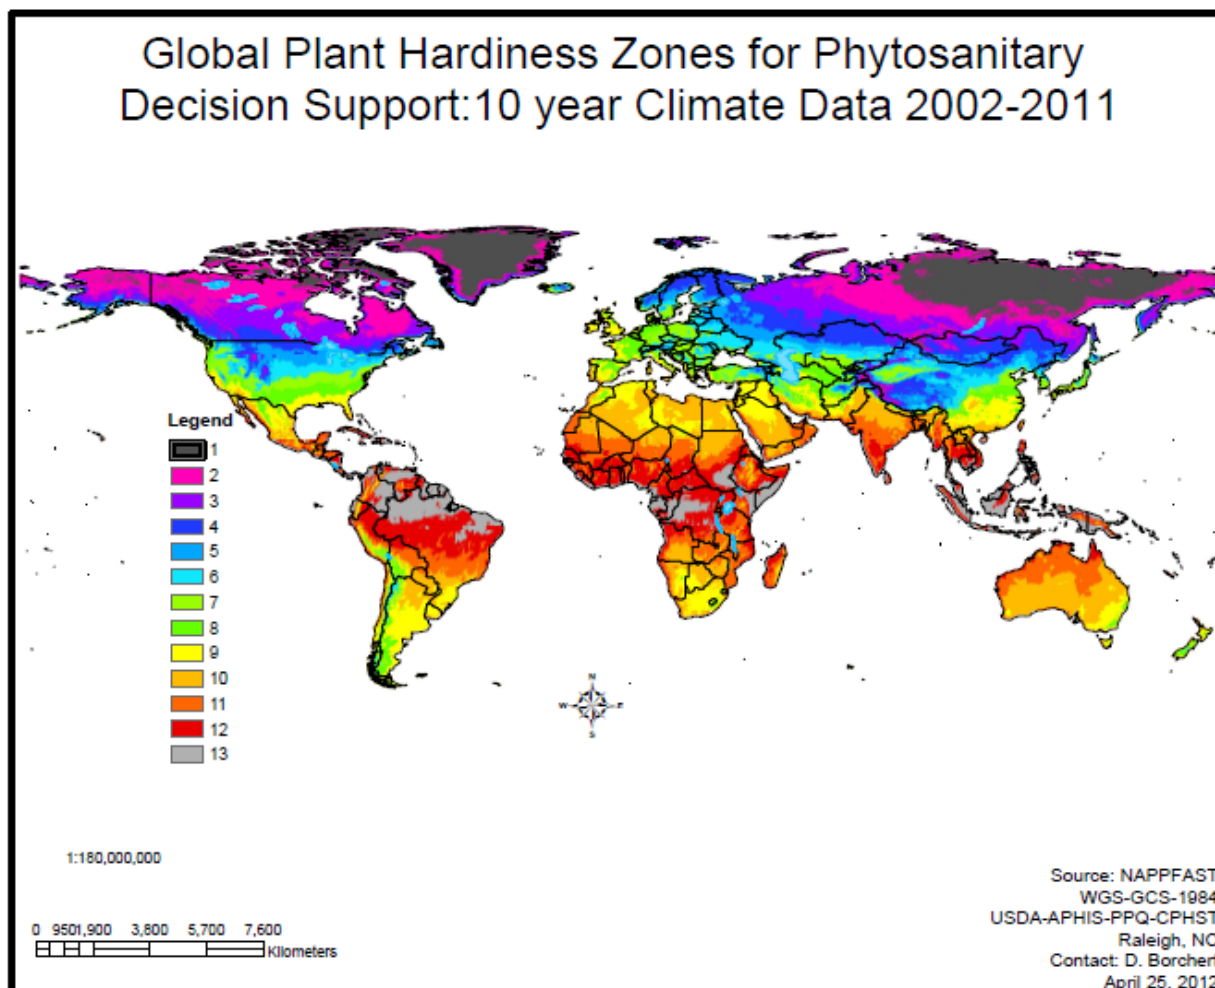 Global Plant Hardiness Zones for Phytosanitary
Decision Support:10 year Climate Data 2002-2011
Legend
1
2
3
4
5
6
7
8
9
10
11
12
13
N
W E
S
1:180,000,000
0 9501,900 3,800 5,700 7,600
Kilometers
Source: NAPPFAST
WGS-GCS-1984
USDA-APHIS-PPQ-CPHST
Raleigh, NC
Contact: D. Borchert
April 25, 2012